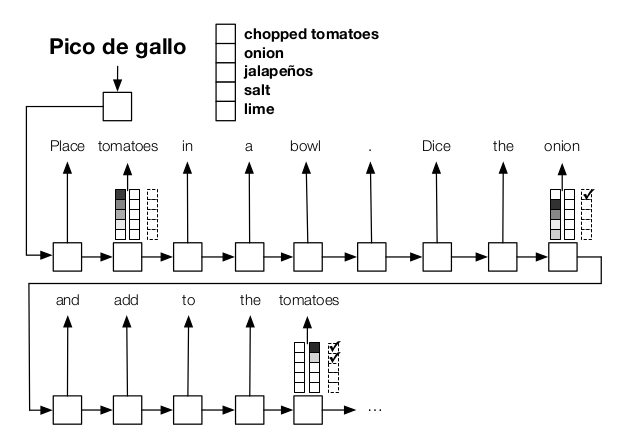 Pico de gallo
chopped tomatoes
onion
jalapeños
salt
lime
Place tomatoes in a bowl . Dice the onion
and add to the tomatoes
...